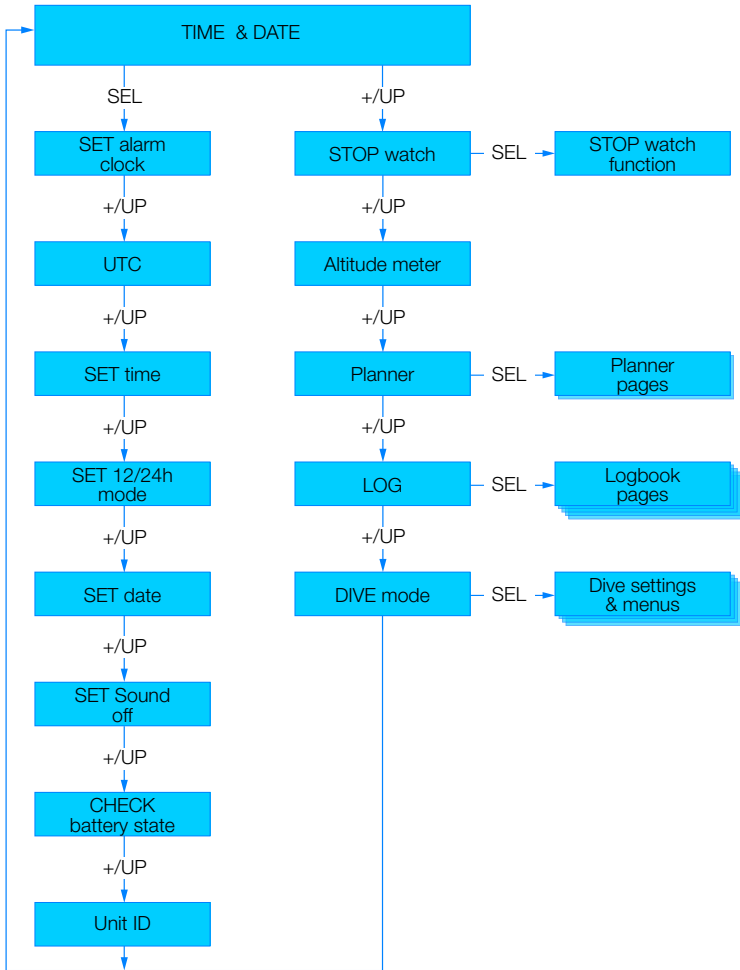 TIME & DATE
SEL
+/UP
SET alarm
clock
STOP watch
SEL
STOP watch
function
+/UP
+/UP
UTC
Altitude meter
+/UP
+/UP
SET time
Planner
SEL
Planner
pages
+/UP
+/UP
SET 12/24h
mode
LOG
SEL
Logbook
pages
+/UP
+/UP
SET date
DIVE mode
SEL
Dive settings
& menus
+/UP
SET Sound
off
+/UP
CHECK
battery state
+/UP
Unit ID